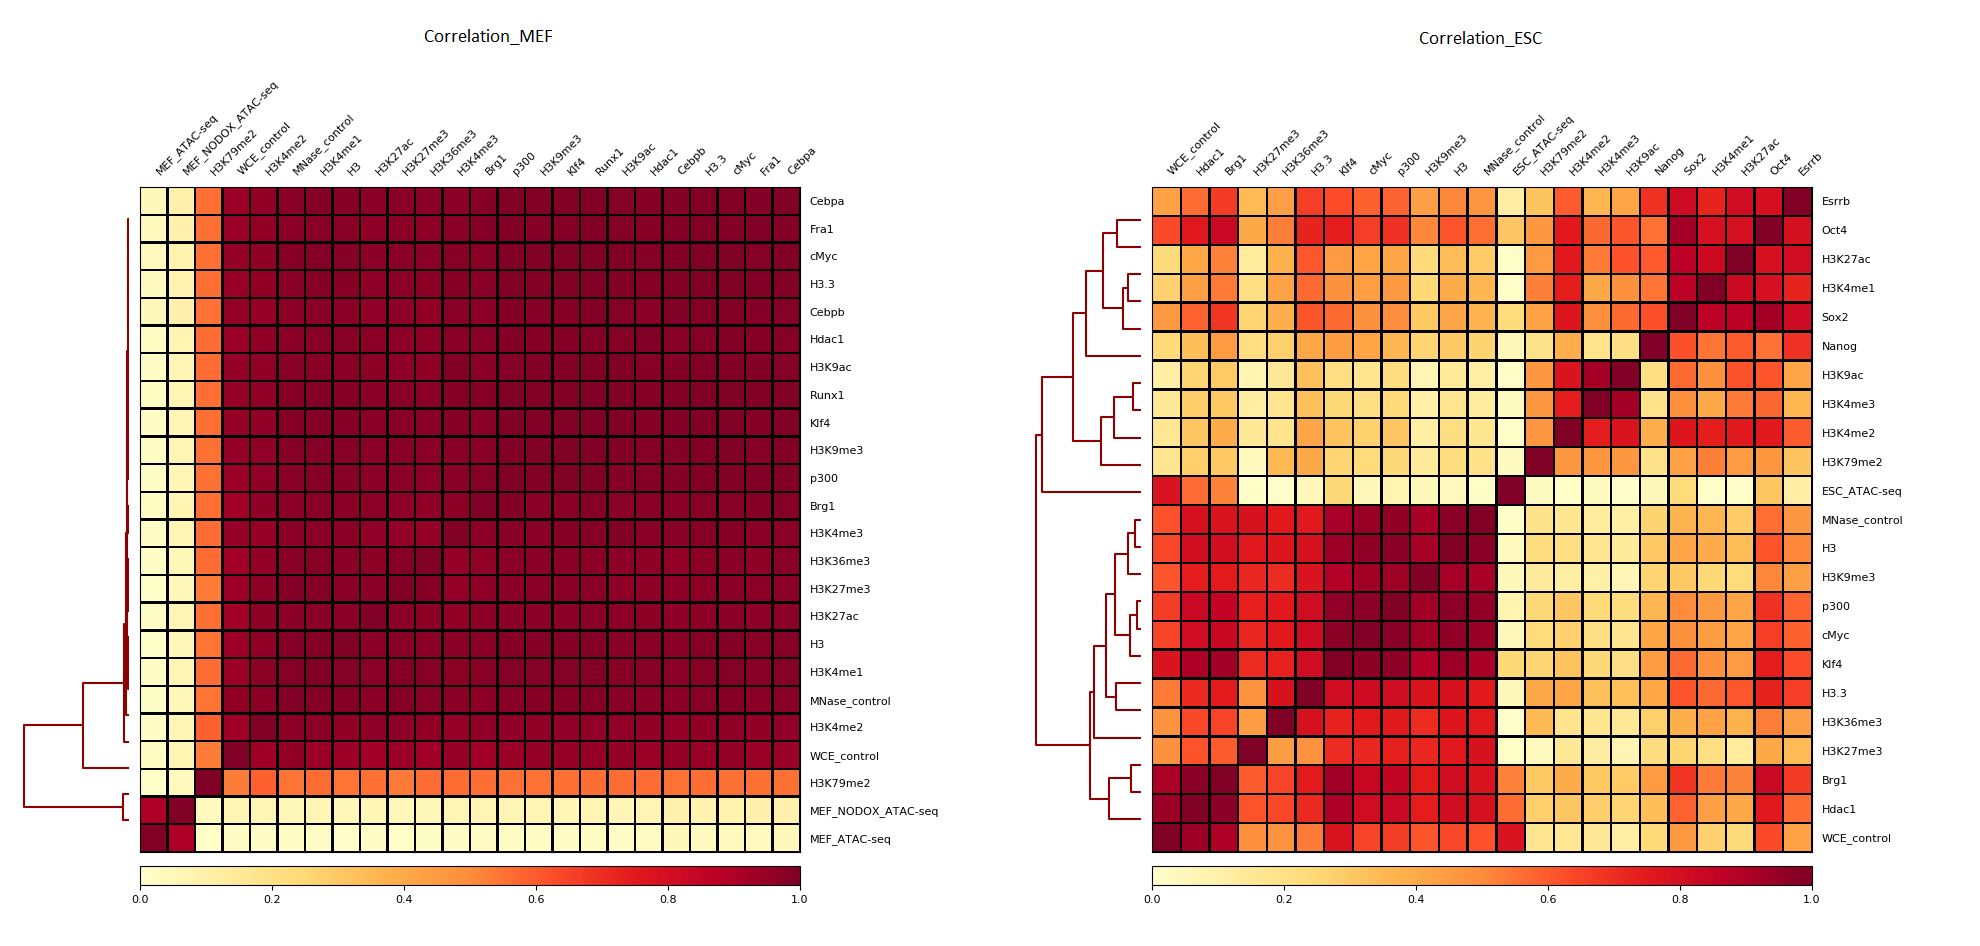 Correlation_MEF
MEF_ATAC-seq
MEF_NODOX_ATAC-seq
H3K79me2
WCE_control
H3K4me2
MNase_control
H3K4me1
H3
H3K27ac
H3K27me3
H3K36me3
H3K4me3
Brg1
p300
H3K9me3
Klf4
Runx1
H3K9ac
Hdac1
Cebpb
H3.3
cMyc
Fra1
Cebpa
Cebpa
Fra1
cMyc
H3.3
Cebpb
Hdac1
H3K9ac
Runx1
Klf4
H3K9me3
p300
Brg1
H3K4me3
H3K36me3
H3K27me3
H3K27ac
H3
H3K4me1
MNase_control
H3K4me2
WCE_control
H3K79me2
MEF_NODOX_ATAC-seq
MEF_ATAC-seq
0.0 0.2 0.4 0.6 0.8 1.0
Correlation_ESC
WCE_control
Hdac1
Brg1
H3K27me3
H3K36me3
H3.3
Klf4
cMyc
p300
H3K9me3
H3
MNase_control
ESC_ATAC-seq
H3K79me2
H3K4me2
H3K4me3
H3K9ac
Nanog
Sox2
H3K4me1
H3K27ac
Oct4
Esrrb
Esrrb
Oct4
H3K27ac
H3K4me1
Sox2
Nanog
H3K9ac
H3K4me3
H3K4me2
H3K79me2
ESC_ATAC-seq
MNase_control
H3
H3K9me3
p300
cMyc
Klf4
H3.3
H3K36me3
H3K27me3
Brg1
Hdac1
WCE_control
0.0 0.2 0.4 0.6 0.8 1.0